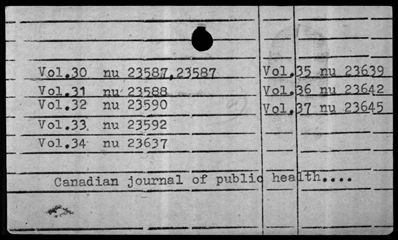 Vol.30 nu 23587,23587 Vol.35 nu 23639
Vol.31 nu 23588 Vol.36 nu 23642
Vol.32 nu 23590 Vol.37 nu 23645
Vol.33 nu 23592
Vol.34 nu 23637
Canadian journal of public health....